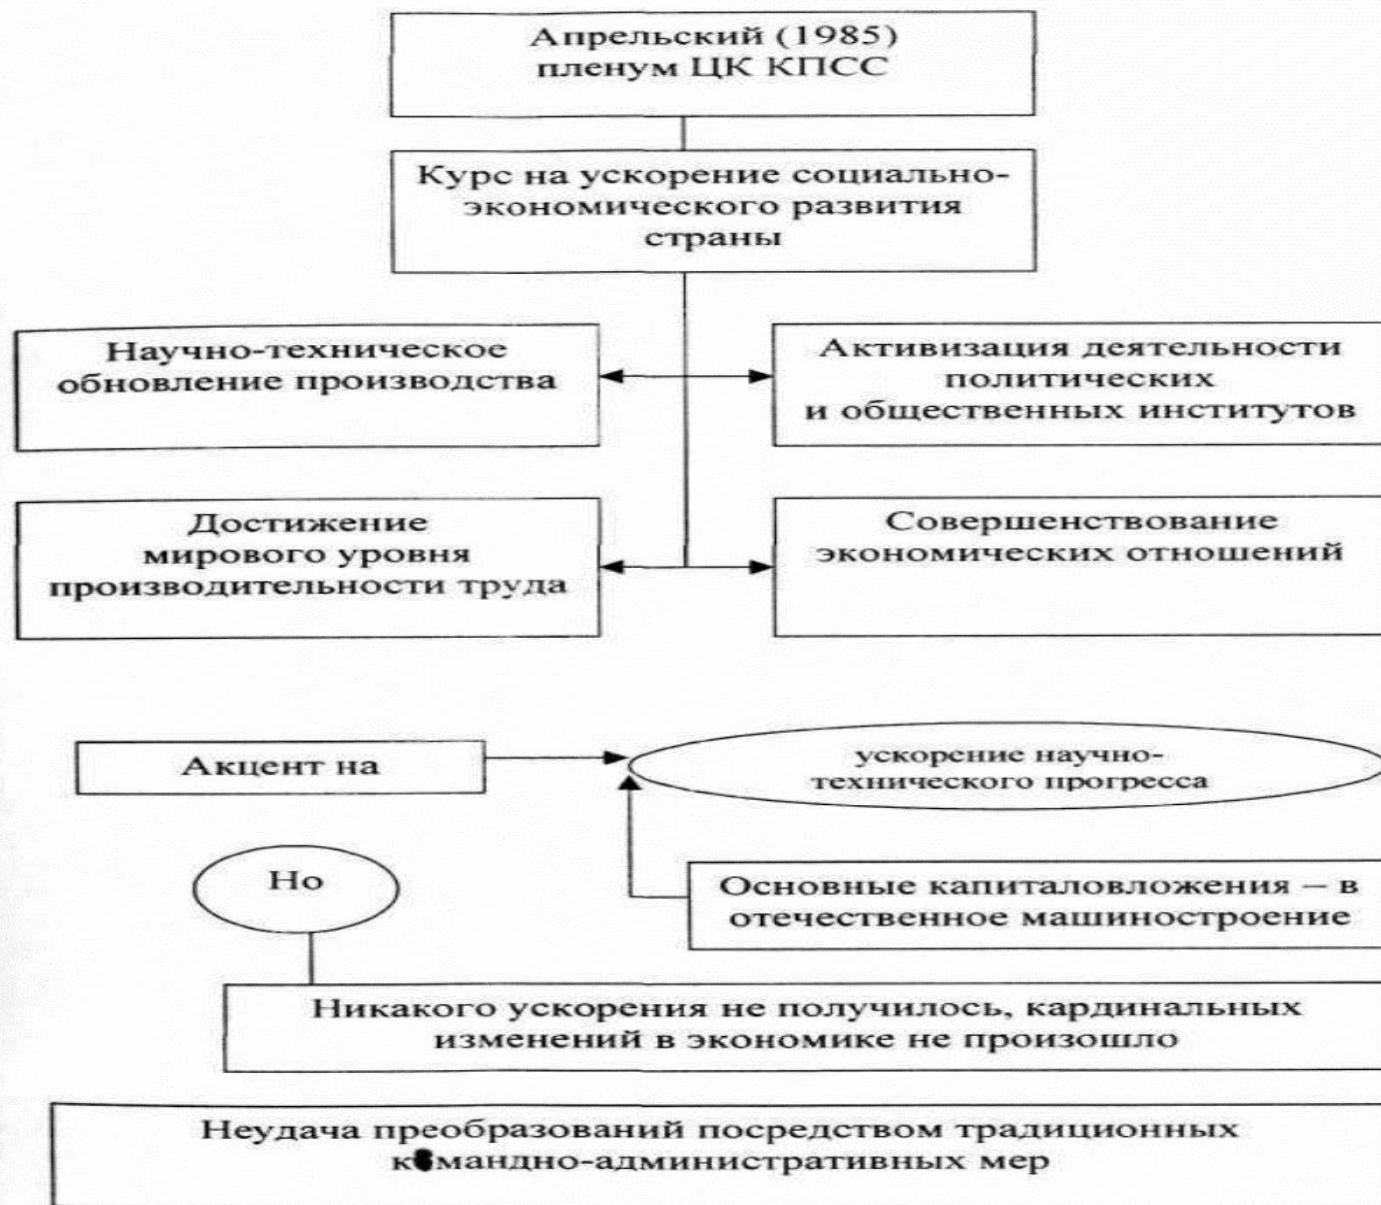 Апрельский (1985)
пленум ЦК КПСС
Курс на ускорение социально-
экономического развития
страны
Научно-техническое
обновление производства
Активизация деятельности
политических
и общественных институтов
Достижение
мирового уровня
производительности труда
Совершенствование
экономических отношений
Акцент на
ускорение научно-
технического прогресса
Но
Основные капиталовложения – в
отечественное машиностроение
Никакого ускорения не получилось, кардинальных
изменений в экономике не произошло
Неудача преобразований посредством традиционных
командно-административных мер